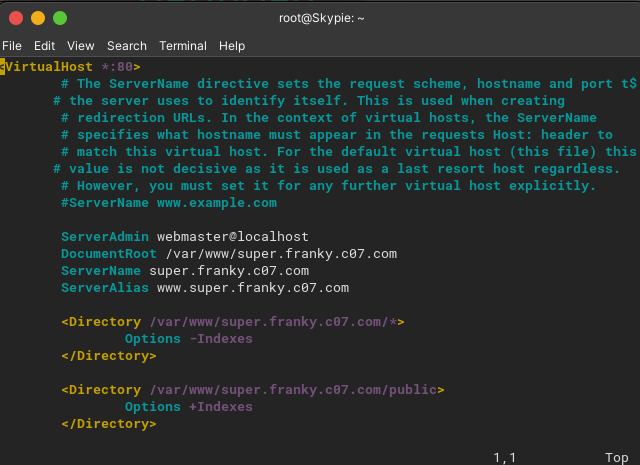 root@Skypie: ~
File Edit View Search Terminal Help
<VirtualHost *:80>
# The ServerName directive sets the request scheme, hostname and port t$
# the server uses to identify itself. This is used when creating
# redirection URLs. In the context of virtual hosts, the ServerName
# specifies what hostname must appear in the requests Host: header to
# match this virtual host. For the default virtual host (this file) this
# value is not decisive as it is used as a last resort host regardless.
# However, you must set it for any further virtual host explicitly.
#ServerName www.example.com
ServerAdmin webmaster@localhost
DocumentRoot /var/www/super.franky.c07.com
ServerName super.franky.c07.com
ServerAlias www.super.franky.c07.com
<Directory /var/www/super.franky.c07.com/*>
Options -Indexes
</Directory>
<Directory /var/www/super.franky.c07.com/public>
Options +Indexes
</Directory>
1,1 Top